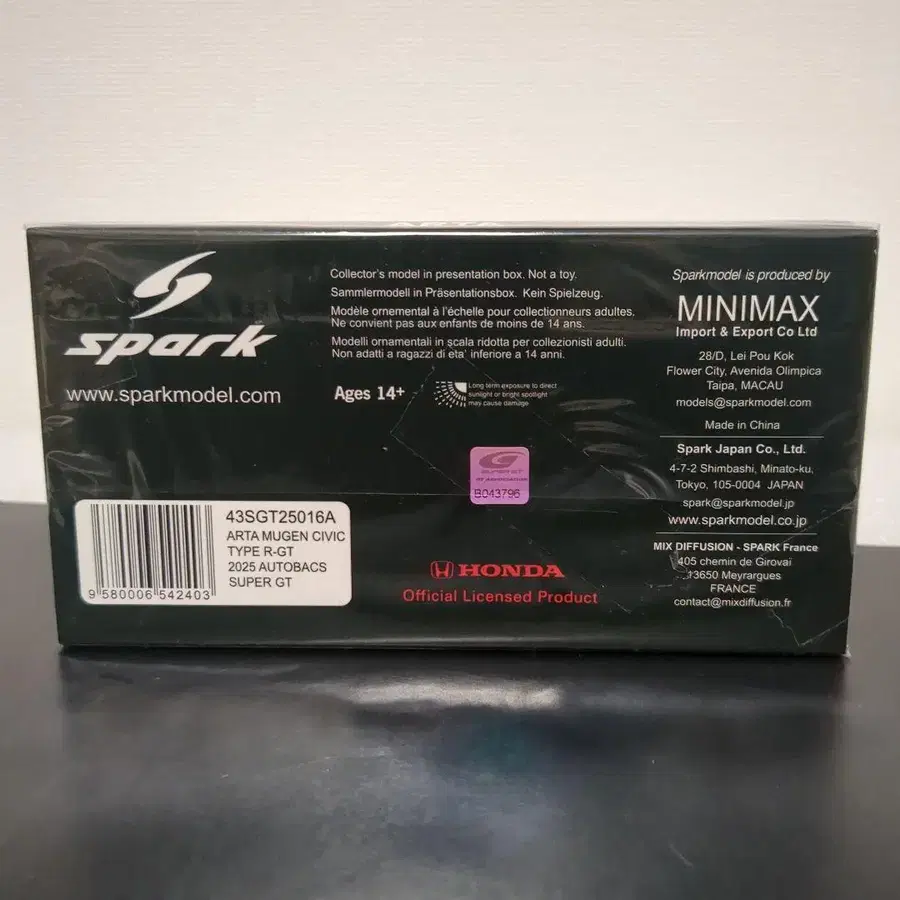 spark
www.sparkmodel.com
Collector's model in presentation box. Not a toy.
Sammlermodell in Präsentationsbox. Kein Spielzeug.
Modèle ornemental à l'échelle pour collectionneurs adultes.
Ne convient pas aux enfants de moins de 14 ans.
Modelli ornamentali in scala ridotta per collezionisti adulti.
Non adatti a ragazzi di eta' inferiore a 14 anni.
Ages 14+
Long term exposure to direct
sunlight or bright spotlight
may cause damage
SUPER GT
GT ASSOCIATION
B043796
43SGT25016A
ARTA MUGEN CIVIC
TYPE R-GT
2025 AUTOBACS
SUPER GT
9 580006 542403
HONDA
Official Licensed Product
Sparkmodel is produced by
MINIMAX
Import & Export Co Ltd
28/D, Lei Pou Kok
Flower City, Avenida Olimpica
Taipa, MACAU
models@sparkmodel.com
Made in China
Spark Japan Co., Ltd.
4-7-2 Shimbashi, Minato-ku,
Tokyo, 105-0004 JAPAN
spark@sparkmodel.jp
www.sparkmodel.co.jp
MIX DIFFUSION - SPARK France
405 chemin de Girovai
13650 Meyrargues
FRANCE
contact@mixdiffusion.fr